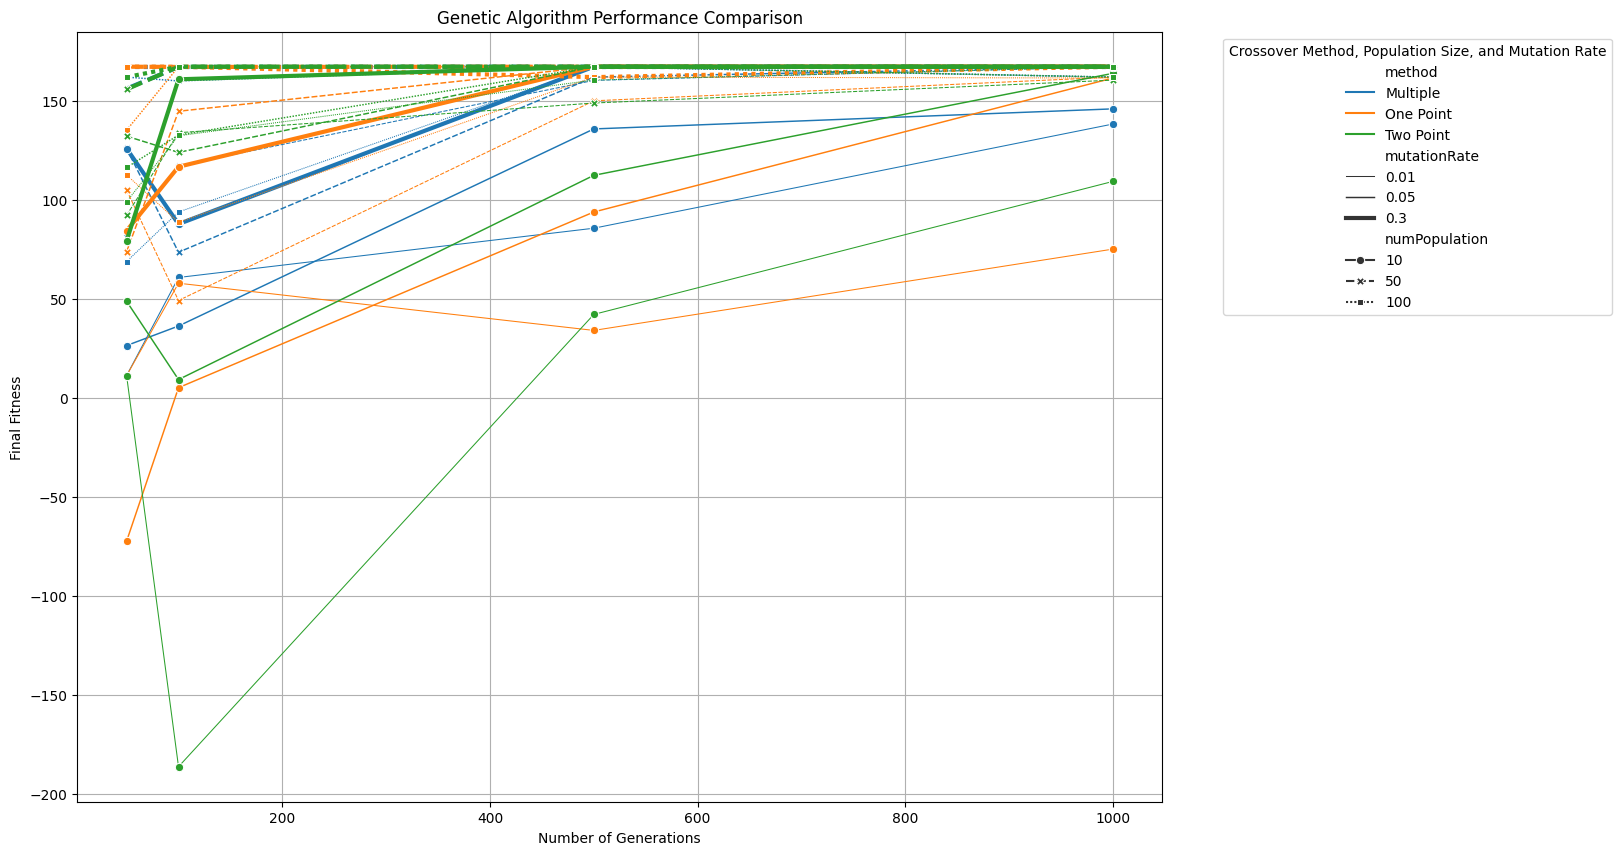 Genetic Algorithm Performance Comparison
Final Fitness
150
100
50
0
−50
−100
−150
−200
200
400
600
800
1000
Number of Generations
Crossover Method, Population Size, and Mutation Rate
method
Multiple
One Point
Two Point
mutationRate
0.01
0.05
0.3
numPopulation
10
50
100